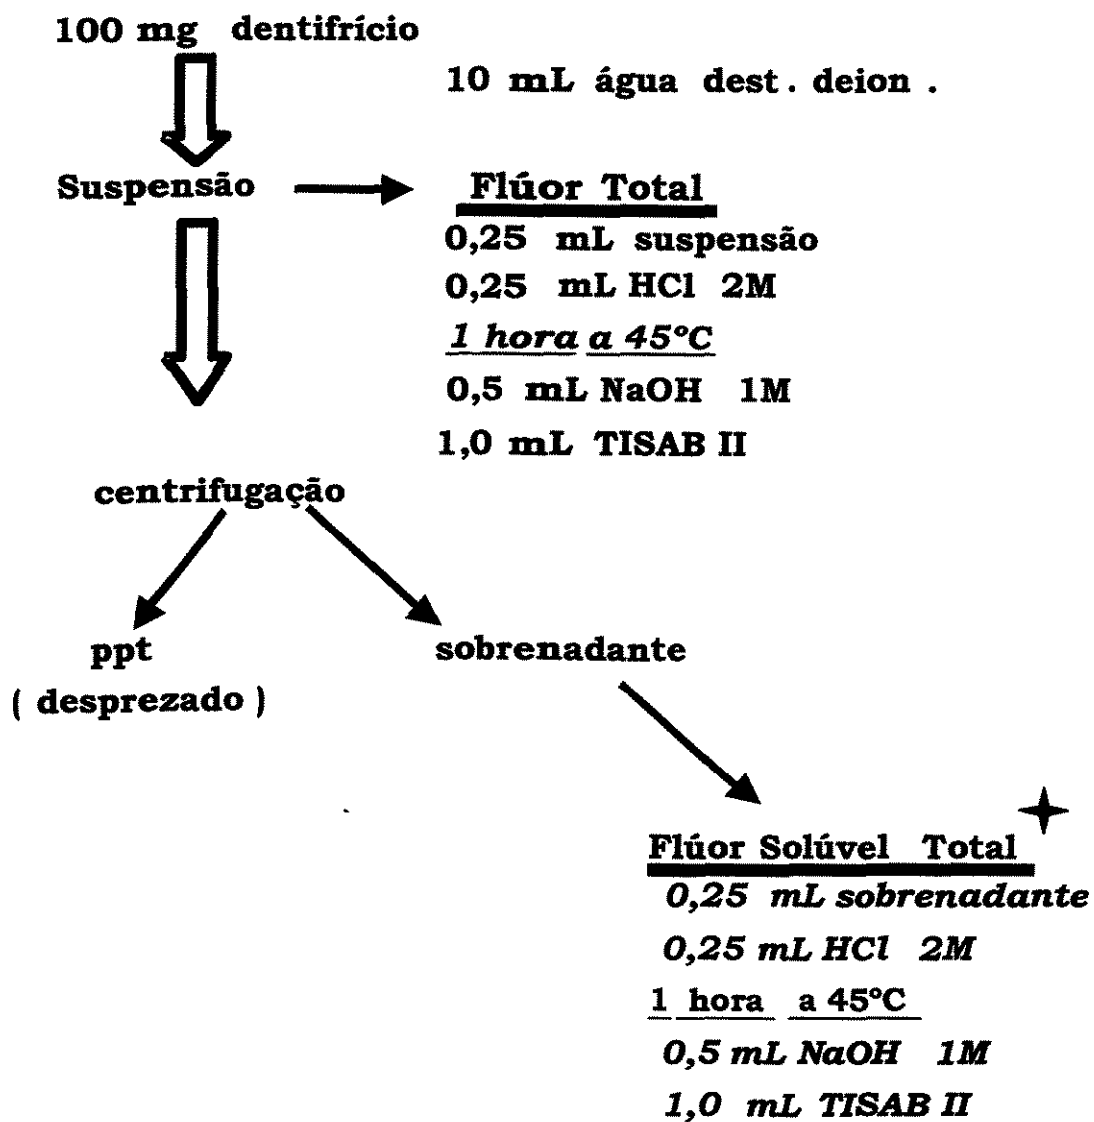 100 mg dentifrício
10 mL água dest. deion .
Suspensão
Flúor Total
0,25 mL suspensão
0,25 mL HCl 2M
1 hora a 45ºC
0,5 mL NaOH 1M
1,0 mL TISAB II
centrifugação
ppt
( desprezado )
sobrenadante
Flúor Solúvel Total
0,25 mL sobrenadante
0,25 mL HCl 2M
1 hora a 45ºC
0,5 mL NaOH 1M
1,0 mL TISAB II